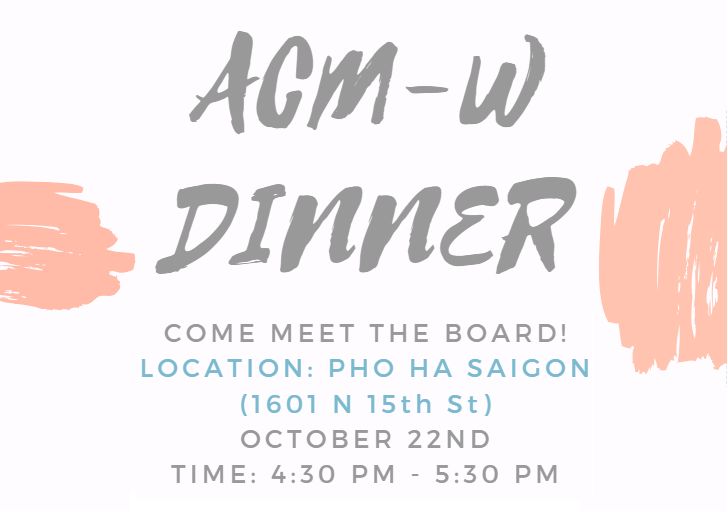 ACM-W
DINNER
COME MEET THE BOARD!
LOCATION: PHO HA SAIGON
(1601 N 15th St)
OCTOBER 22ND
TIME: 4:30 PM - 5:30 PM